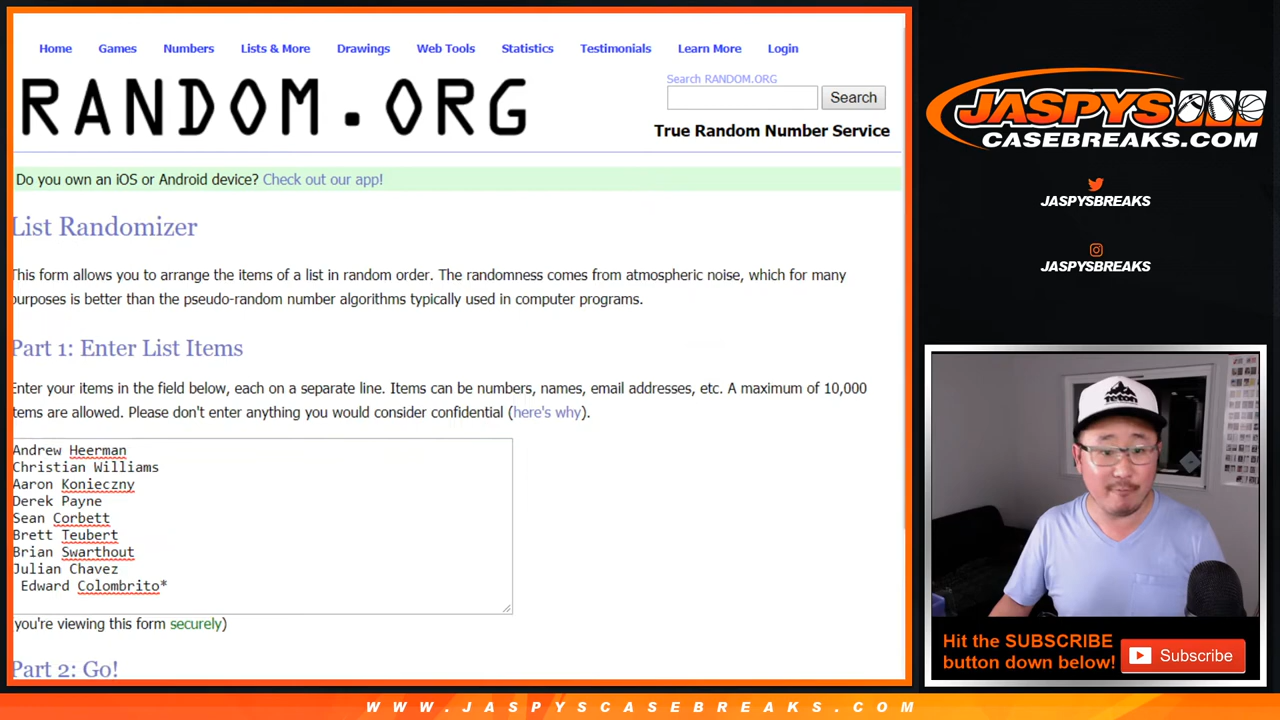 Home Games Numbers Lists & More Drawings Web Tools Statistics Testimonials Learn More Login
RANDOM.ORG
Search RANDOM.ORG
Search
True Random Number Service
Do you own an iOS or Android device? Check out our app!
List Randomizer
This form allows you to arrange the items of a list in random order. The randomness comes from atmospheric noise, which for many
purposes is better than the pseudo-random number algorithms typically used in computer programs.
Part 1: Enter List Items
Enter your items in the field below, each on a separate line. Items can be numbers, names, email addresses, etc. A maximum of 10,000
items are allowed. Please don't enter anything you would consider confidential (here's why).
Andrew Heerman
Christian Williams
Aaron Konieczny
Derek Payne
Sean Corbett
Brett Teubert
Brian Swarthout
Julian Chavez
Edward Colombrito*
you're viewing this form securely)
Part 2: Go!
JASPYS
CASEBREAKS.COM
JASPYSBREAKS
JASPYSBREAKS
teton
Hit the SUBSCRIBE
button down below!
Subscribe
WWW.JASPYSCASEBREAKS.COM